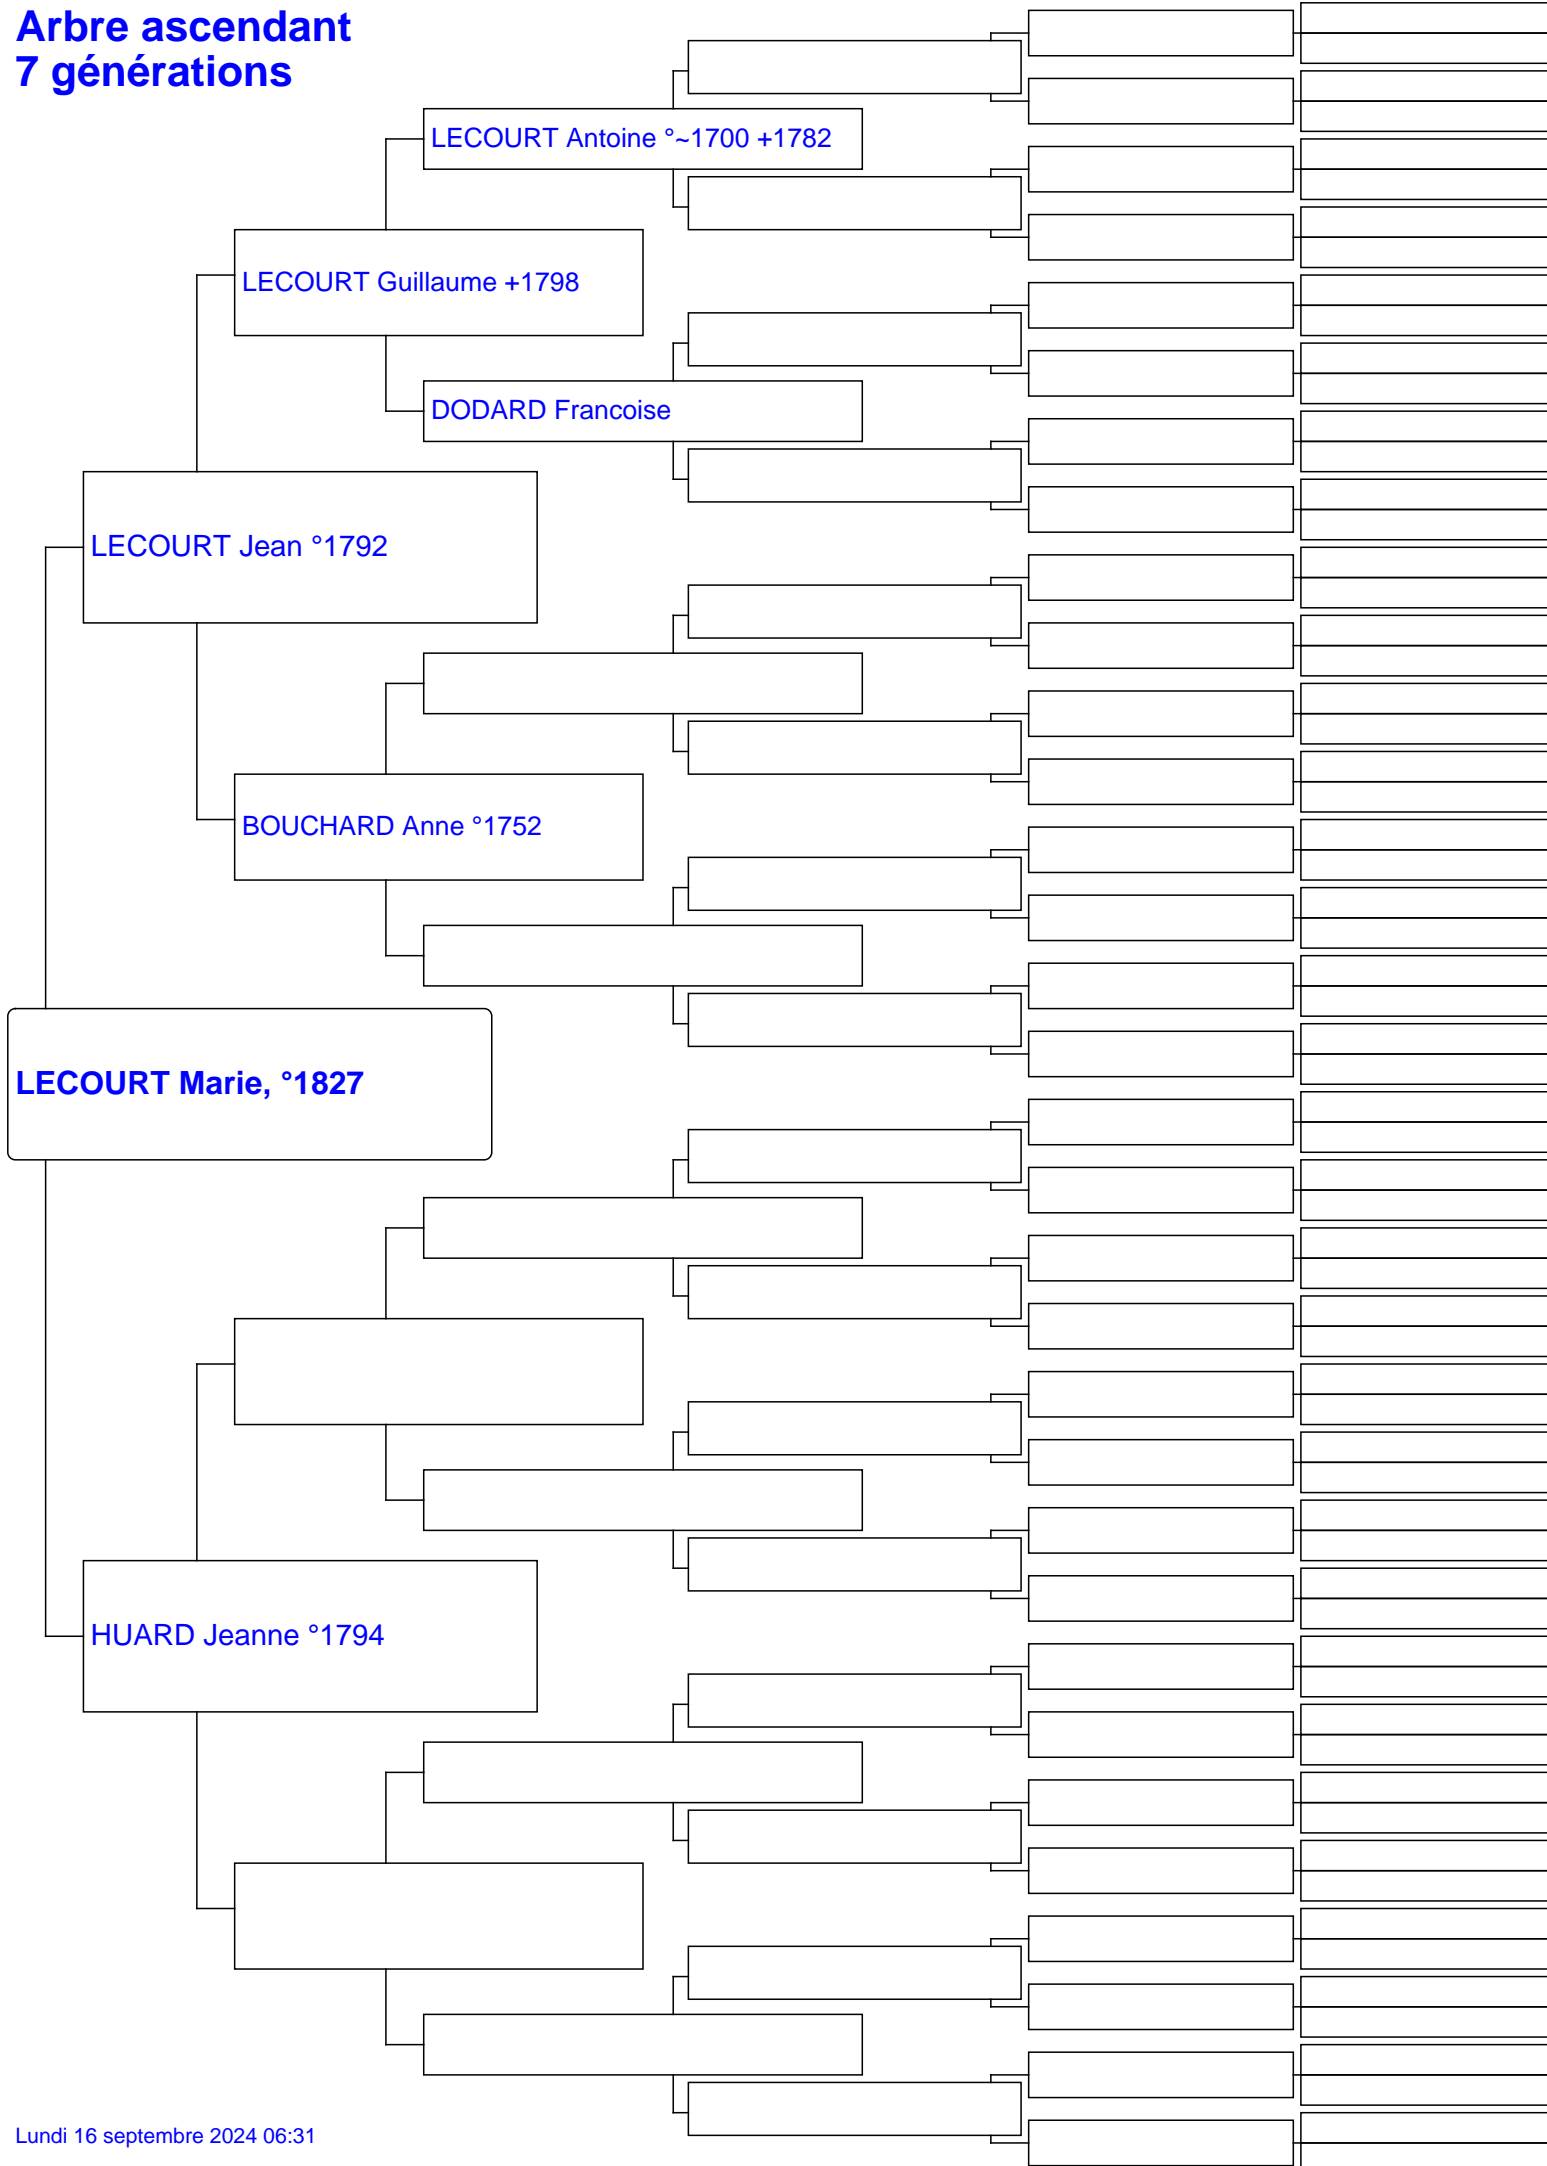 Arbre ascendant
7 générations
LECOURT Antoine °~1700 +1782
LECOURT Guillaume +1798
DODARD Francoise
LECOURT Jean °1792
BOUCHARD Anne °1752
LECOURT Marie, °1827
HUARD Jeanne °1794
Lundi 16 septembre 2024 06:31